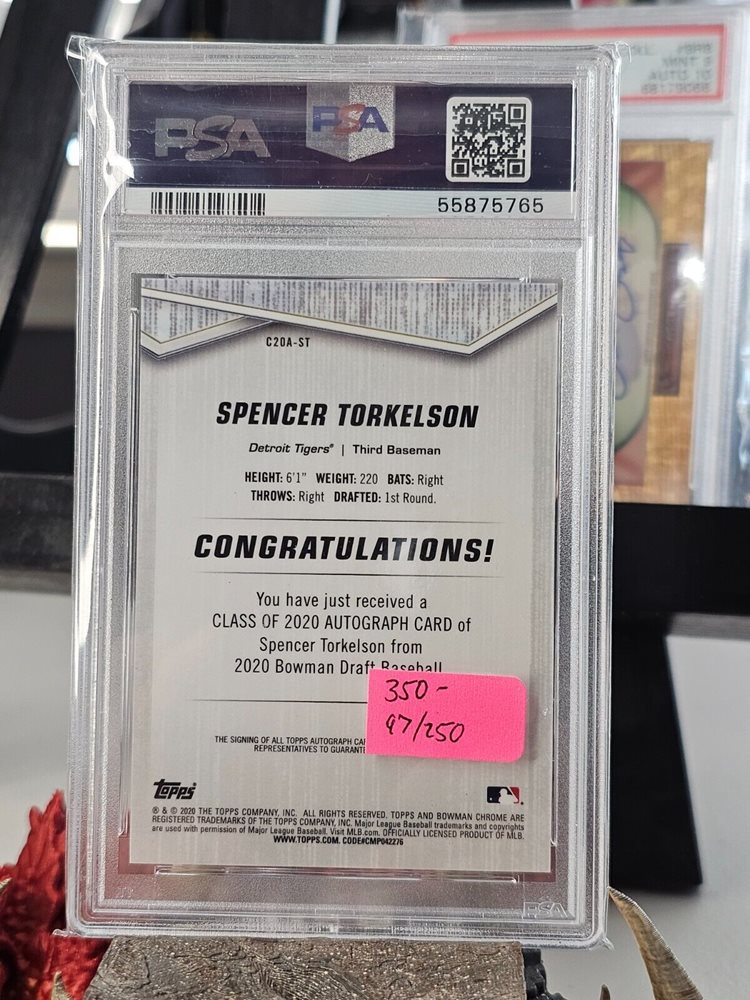 PSA
PSA
55875765
C20A-ST
SPENCER TORKELSON
Detroit Tigers® | Third Baseman
HEIGHT: 6'1" WEIGHT: 220 BATS: Right
THROWS: Right DRAFTED: 1st Round.
CONGRATULATIONS!
You have just received a
CLASS OF 2020 AUTOGRAPH CARD of
Spencer Torkelson from
2020 Bowman Draft Baseball
350-
97/250
THE SIGNING OF ALL TOPPS AUTOGRAPH
REPRESENTATIVES TO
Topps
® & © 2020 THE TOPPS COMPANY, INC. ALL RIGHTS RESERVED. TOPPS AND BOWMAN CHROME ARE
REGISTERED TRADEMARKS OF THE TOPPS COMPANY, INC. Major League Baseball trademarks and copyrights
are used with permission of Major League Baseball. Visit MLB.com. OFFICIALLY LICENSED PRODUCT OF MLB.
WWW.TOPPS.COM. CODE#CMP042276
PSA
MINT 9
AUTO 10